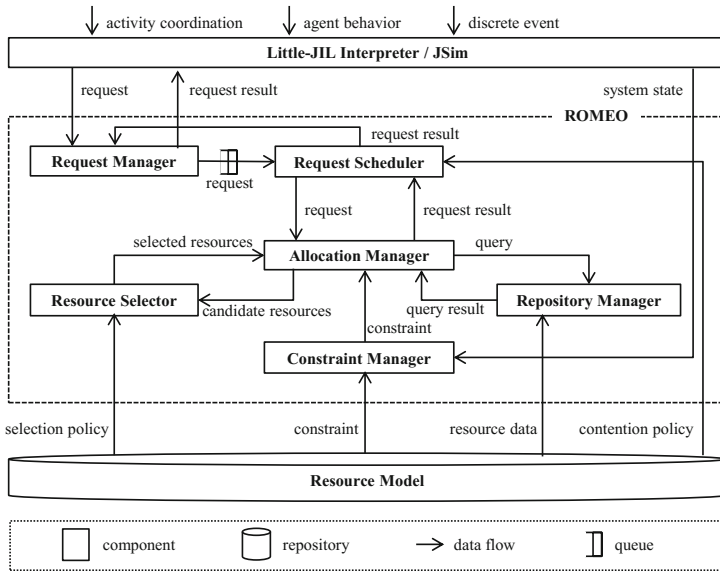 activity coordination
agent behavior
discrete event
Little-JIL Interpreter / JSim
request
request result
system state
ROMEO
request result
Request Manager
Request Scheduler
request
request
request result
selected resources
Allocation Manager
query
Resource Selector
candidate resources
query result
Repository Manager
constraint
Constraint Manager
selection policy
constraint
resource data
contention policy
Resource Model
component
repository
data flow
queue